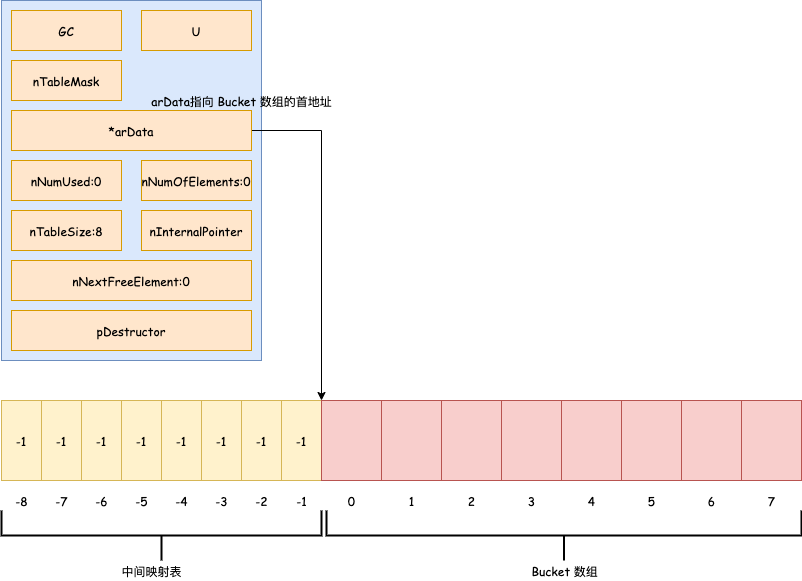 GC U
nTableMask
arData指向 Bucket 数组的首地址
*arData
nNumUsed:0 nNumOfElements:0
nTableSize:8 nInternalPointer
nNextFreeElement:0
pDestructor
-1 -1 -1 -1 -1 -1 -1 -1
-8 -7 -6 -5 -4 -3 -2 -1 0 1 2 3 4 5 6 7
中间映射表 Bucket 数组